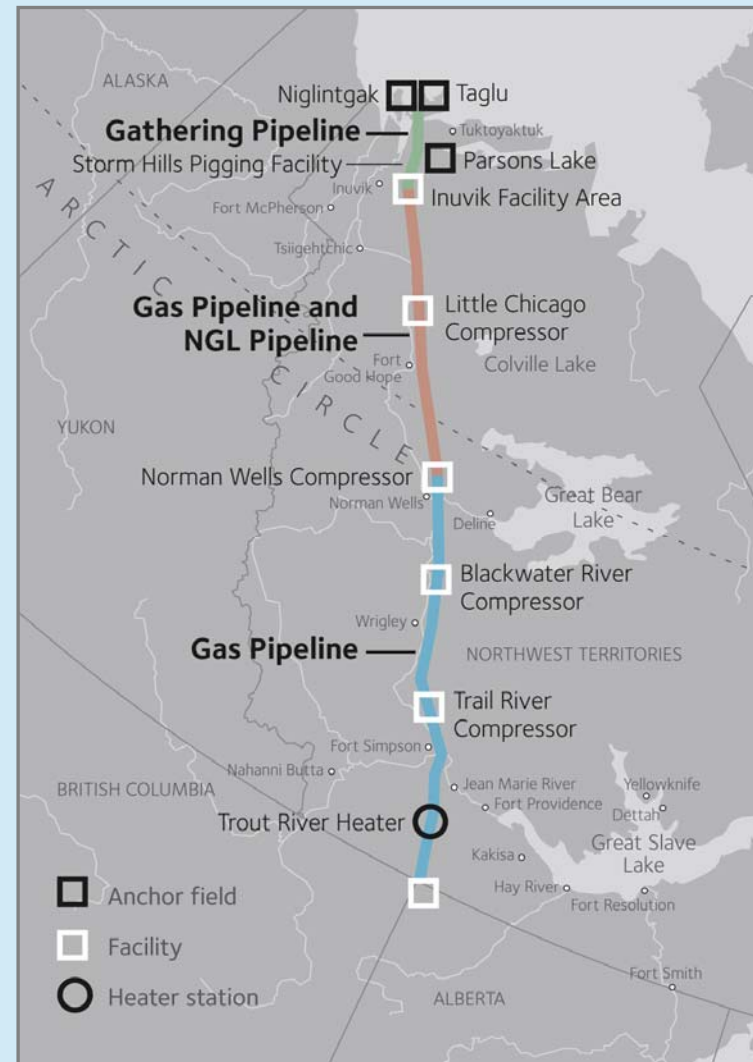 ALASKA
Niglintgak
Taglu
Gathering Pipeline
Tuktoyaktuk
Storm Hills Pigging Facility
Parsons Lake
Inuvik
Inuvik Facility Area
Fort McPherson
ARCTIC CIRCLE
Tsiigehtchic
Gas Pipeline and
NGL Pipeline
Little Chicago
Compressor
Fort
Good Hope
Colville Lake
YUKON
Norman Wells Compressor
Norman Wells
Great Bear
Lake
Deline
Blackwater River
Compressor
Wrigley
Gas Pipeline
NORTHWEST TERRITORIES
Trail River
Compressor
Fort Simpson
Nahanni Butta
Jean Marie River
Yellowknife
BRITISH COLUMBIA
Fort Providence
Dettah
Trout River Heater
Great Slave
Lake
Kakisa
Hay River
Fort Resolution
Anchor field
Facility
Heater station
Fort Smith
ALBERTA